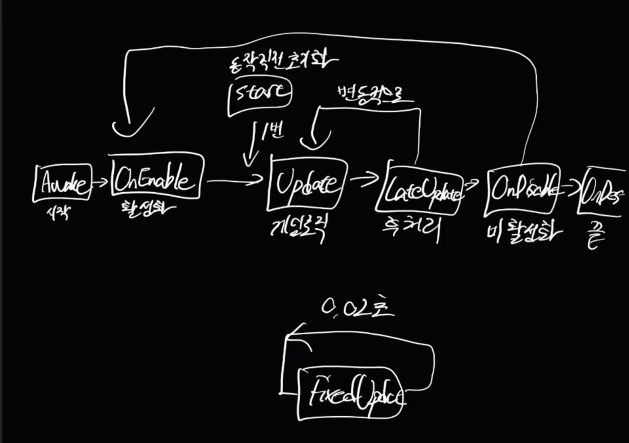 동작직전 초기화
start
변동적으로
1번
Awake
OnEnable
Update
LateUpdate
OnDisable
OnDes
시작
활성화
게임로직
후처리
비활성화
끝
0.02초
FixedUpdate